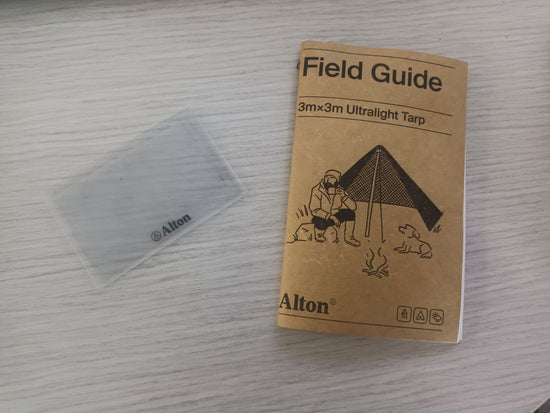 Field Guide
3m×3m Ultralight Tarp
Alton®
Alton